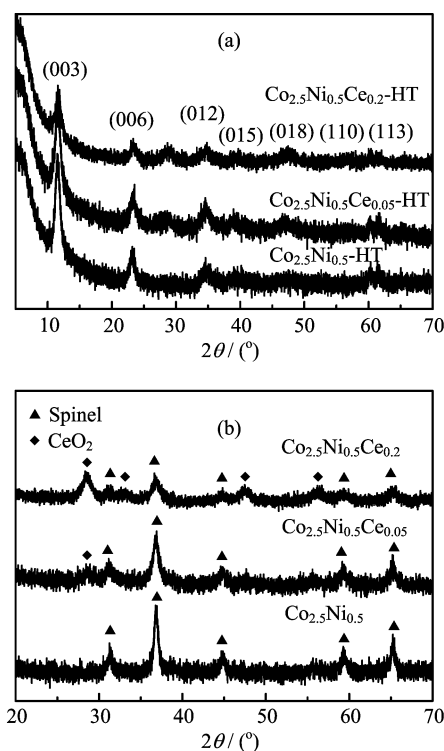 (a)
(003)
(006)
(012)
(015)
(018)
(110)
(113)
Co2.5Ni0.5Ce0.2-HT
Co2.5Ni0.5Ce0.05-HT
Co2.5Ni0.5-HT
10 20 30 40 50 60 70
2θ / (°)
(b)
▲ Spinel
◆ CeO2
Co2.5Ni0.5Ce0.2
Co2.5Ni0.5Ce0.05
Co2.5Ni0.5
20 30 40 50 60 70
2θ / (°)